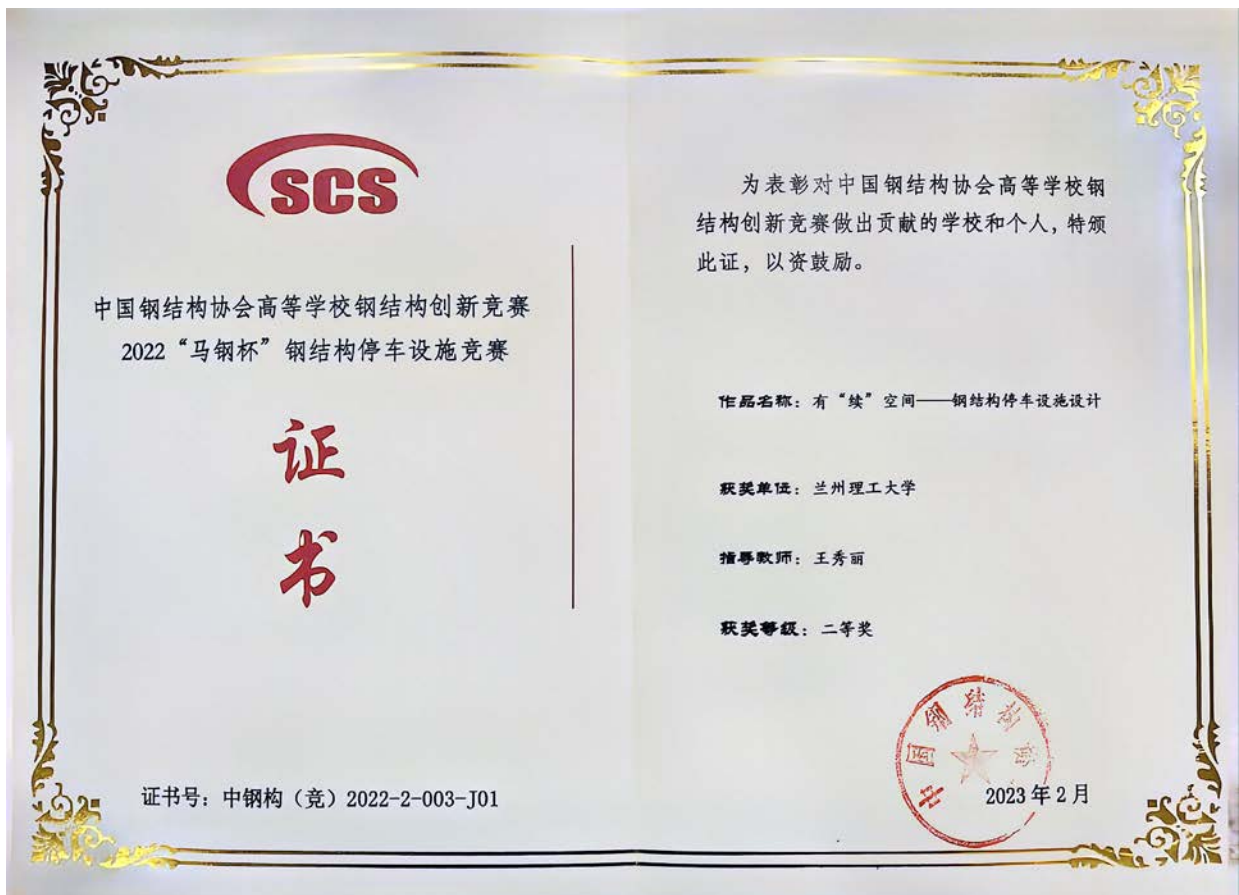 SCS
中国钢结构协会高等学校钢结构创新竞赛
2022“马钢杯”钢结构停车设施竞赛
证
书
证书号：中钢构（竞）2022-2-003-J01
为表彰对中国钢结构协会高等学校钢
结构创新竞赛做出贡献的学校和个人，特颁
此证，以资鼓励。
作品名称：有“续”空间——钢结构停车设施设计
获奖单位：兰州理工大学
指导教师：王秀丽
获奖等级：二等奖
中国钢结构协会
2023年2月